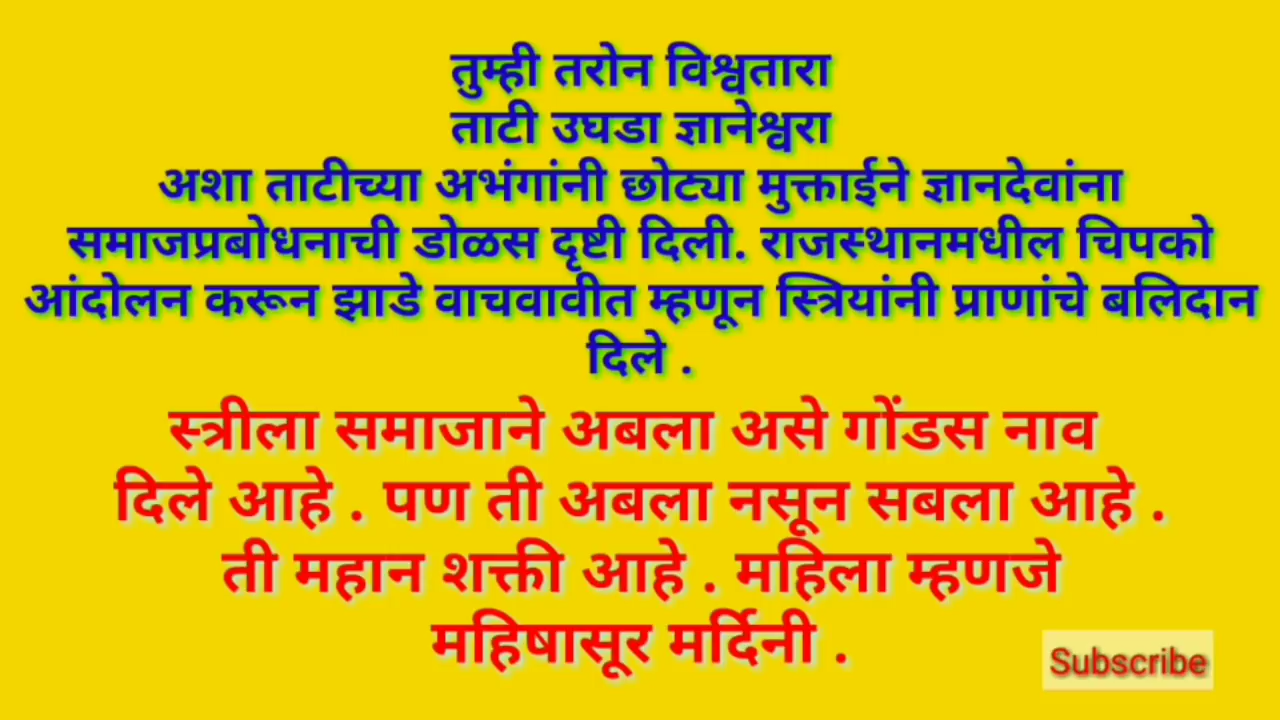 तुम्ही तरोन विश्वतारा
ताटी उघडा ज्ञानेश्वरा
अशा ताटीच्या अभंगांनी छोट्या मुक्ताईने ज्ञानदेवांना
समाजप्रबोधनाची डोळस दृष्टी दिली. राजस्थानमधील चिपको
आंदोलन करून झाडे वाचवावीत म्हणून स्त्रियांनी प्राणांचे बलिदान
दिले .
स्त्रीला समाजाने अबला असे गोंडस नाव
दिले आहे . पण ती अबला नसून सबला आहे .
ती महान शक्ती आहे . महिला म्हणजे
महिषासूर मर्दिनी .
Subscribe